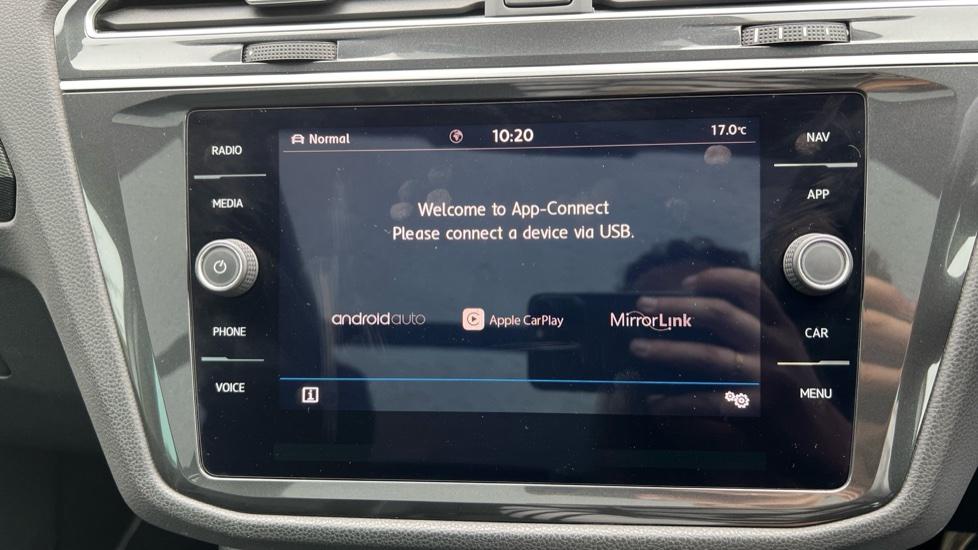 Normal 10:20 17.0°C
RADIO
MEDIA
PHONE
VOICE
Welcome to App-Connect
Please connect a device via USB.
androidauto Apple CarPlay MirrorLink
NAV
APP
CAR
MENU